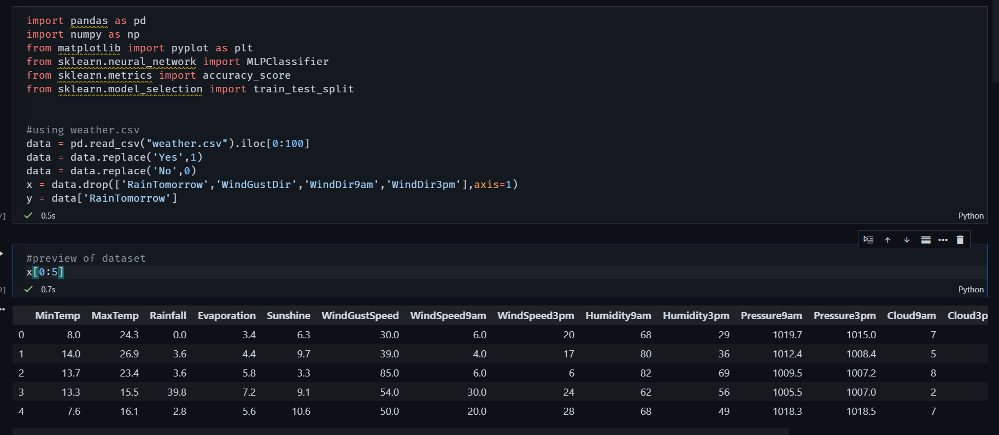 import pandas as pd
import numpy as np
from matplotlib import pyplot as plt
from sklearn.neural_network import MLPClassifier
from sklearn.metrics import accuracy_score
from sklearn.model_selection import train_test_split
#using weather.csv
data = pd.read_csv("weather.csv").iloc[0:100]
data = data.replace('Yes',1)
data = data.replace('No',0)
x = data.drop(['RainTomorrow','WindGustDir','WindDir9am','WindDir3pm'],axis=1)
y = data['RainTomorrow']
7] 0.5s Python
#preview of dataset
x[0:5]
9] 0.7s Python
MinTemp MaxTemp Rainfall Evaporation Sunshine WindGustSpeed WindSpeed9am WindSpeed3pm Humidity9am Humidity3pm Pressure9am Pressure3pm Cloud9am Cloud3p
0 8.0 24.3 0.0 3.4 6.3 30.0 6.0 20 68 29 1019.7 1015.0 7
1 14.0 26.9 3.6 4.4 9.7 39.0 4.0 17 80 36 1012.4 1008.4 5
2 13.7 23.4 3.6 5.8 3.3 85.0 6.0 6 82 69 1009.5 1007.2 8
3 13.3 15.5 39.8 7.2 9.1 54.0 30.0 24 62 56 1005.5 1007.0 2
4 7.6 16.1 2.8 5.6 10.6 50.0 20.0 28 68 49 1018.3 1018.5 7